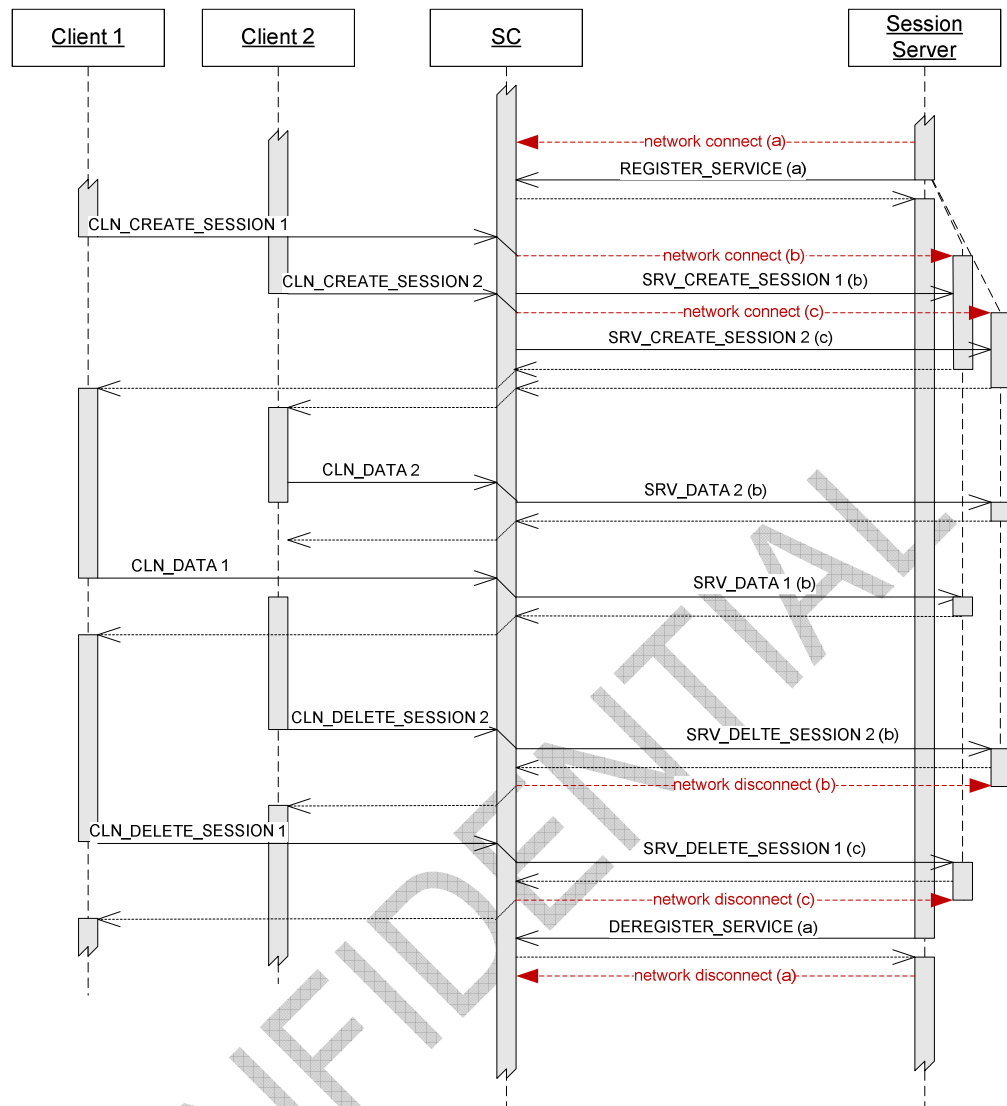 Client 1
Client 2
SC
Session
Server
network connect (a)
REGISTER_SERVICE (a)
CLN_CREATE_SESSION 1
network connect (b)
CLN_CREATE_SESSION 2
SRV_CREATE_SESSION 1 (b)
network connect (c)
SRV_CREATE_SESSION 2 (c)
CLN_DATA 2
SRV_DATA 2 (b)
CLN_DATA 1
SRV_DATA 1 (b)
CLN_DELETE_SESSION 2
SRV_DELTE_SESSION 2 (b)
network disconnect (b)
CLN_DELETE_SESSION 1
SRV_DELETE_SESSION 1 (c)
network disconnect (c)
DEREGISTER_SERVICE (a)
network disconnect (a)
NFIDENTIAL